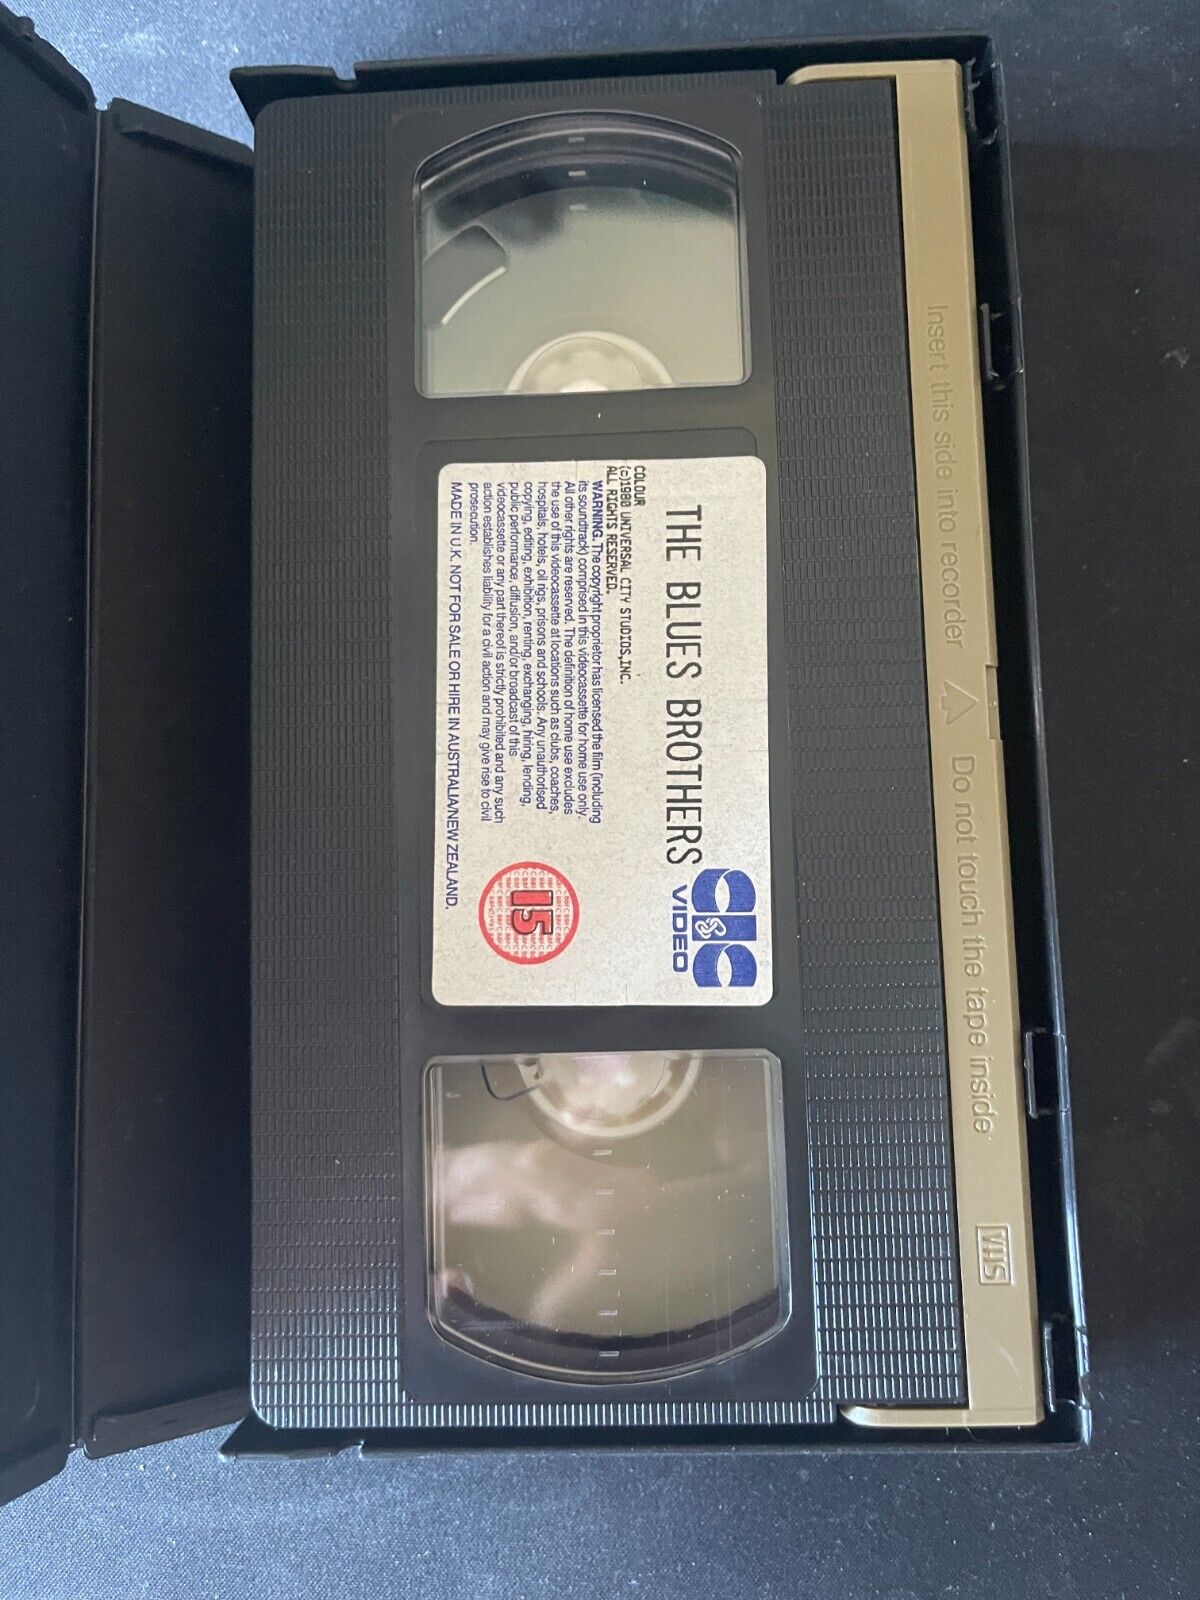 Insert this side into recorder △ Do not touch the tape inside
VHS
CIC
VIDEO
THE BLUES BROTHERS
COLOUR
(c)1980 UNIVERSAL CITY STUDIOS,INC.
ALL RIGHTS RESERVED.
WARNING. The copyright proprietor has licensed the film (including
its soundtrack) comprised in this videocassette for home use only.
All other rights are reserved. The definition of home use excludes
the use of this videocassette at locations such as clubs, coaches,
hospitals, hotels, oil rigs, prisons and schools. Any unauthorised
copying, editing, exhibition, renting, exchanging, hiring, lending,
public performance, diffusion, and/or broadcast of this
videocassette or any part thereof is strictly prohibited and any such
action establishes liability for a civil action and may give rise to civil
prosecution.
MADE IN U.K. NOT FOR SALE OR HIRE IN AUSTRALIA/NEW ZEALAND.
15